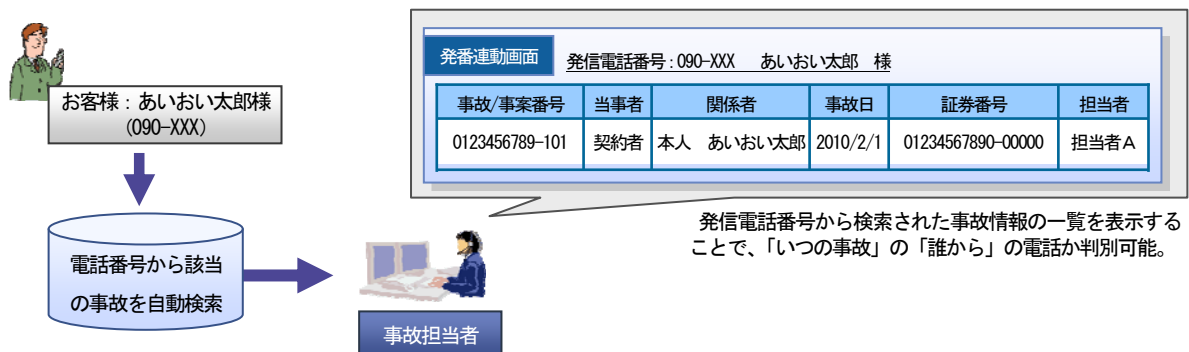 発番連動画面 発信電話番号:090-XXX あいおい太郎 様
事故/事案番号 当事者 関係者 事故日 証券番号 担当者
0123456789-101 契約者 本人 あいおい太郎 2010/2/1 01234567890-00000 担当者A
お客様:あいおい太郎様
(090-XXX)
発信電話番号から検索された事故情報の一覧を表示する
ことで、「いつの事故」の「誰から」の電話か判別可能。
電話番号から該当
の事故を自動検索
事故担当者